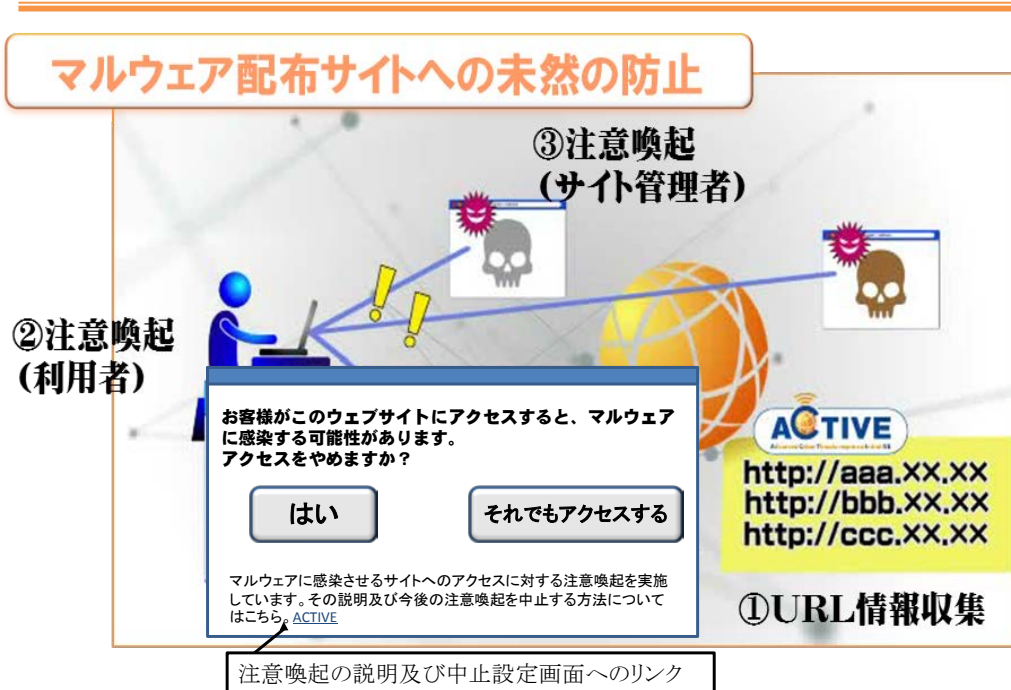 マルウェア配布サイトへの未然の防止
③注意喚起
(サイト管理者)
②注意喚起
(利用者)
お客様がこのウェブサイトにアクセスすると、マルウェア
に感染する可能性があります。
アクセスをやめますか？
はい
それでもアクセスする
マルウェアに感染させるサイトへのアクセスに対する注意喚起を実施
しています。その説明及び今後の注意喚起を中止する方法について
はこちら。ACTIVE
注意喚起の説明及び中止設定画面へのリンク
ACTIVE
http://aaa.XX.XX
http://bbb.XX.XX
http://ccc.XX.XX
①URL情報収集